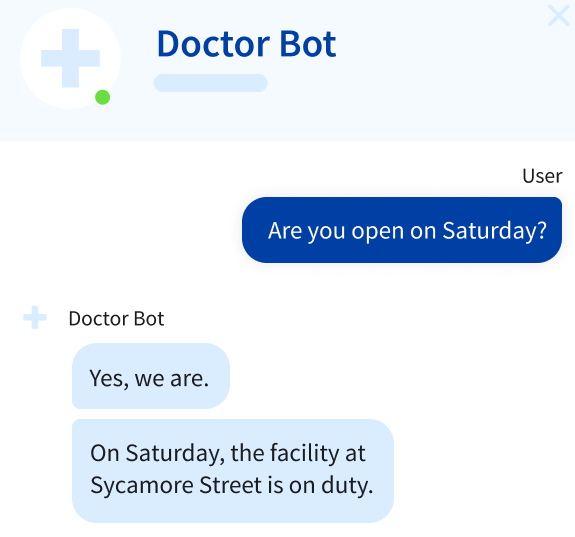 Doctor Bot
User
Are you open on Saturday?
Doctor Bot
Yes, we are.
On Saturday, the facility at
Sycamore Street is on duty.